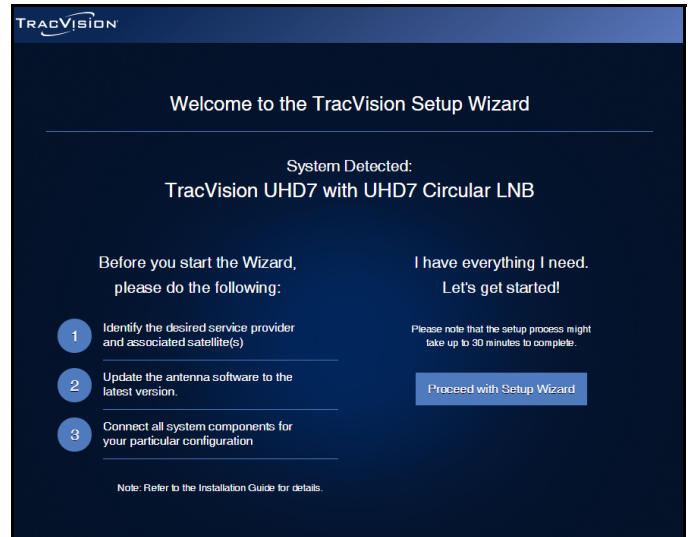 TRACVISION
Welcome to the TracVision Setup Wizard
System Detected:
TracVision UHD7 with UHD7 Circular LNB
Before you start the Wizard,
please do the following:
1
Identify the desired service provider
and associated satellite(s)
2
Update the antenna software to the
latest version.
3
Connect all system components for
your particular configuration
Note: Refer to the Installation Guide for details.
I have everything I need.
Let's get started!
Please note that the setup process might
take up to 30 minutes to complete.
Proceed with Setup Wizard